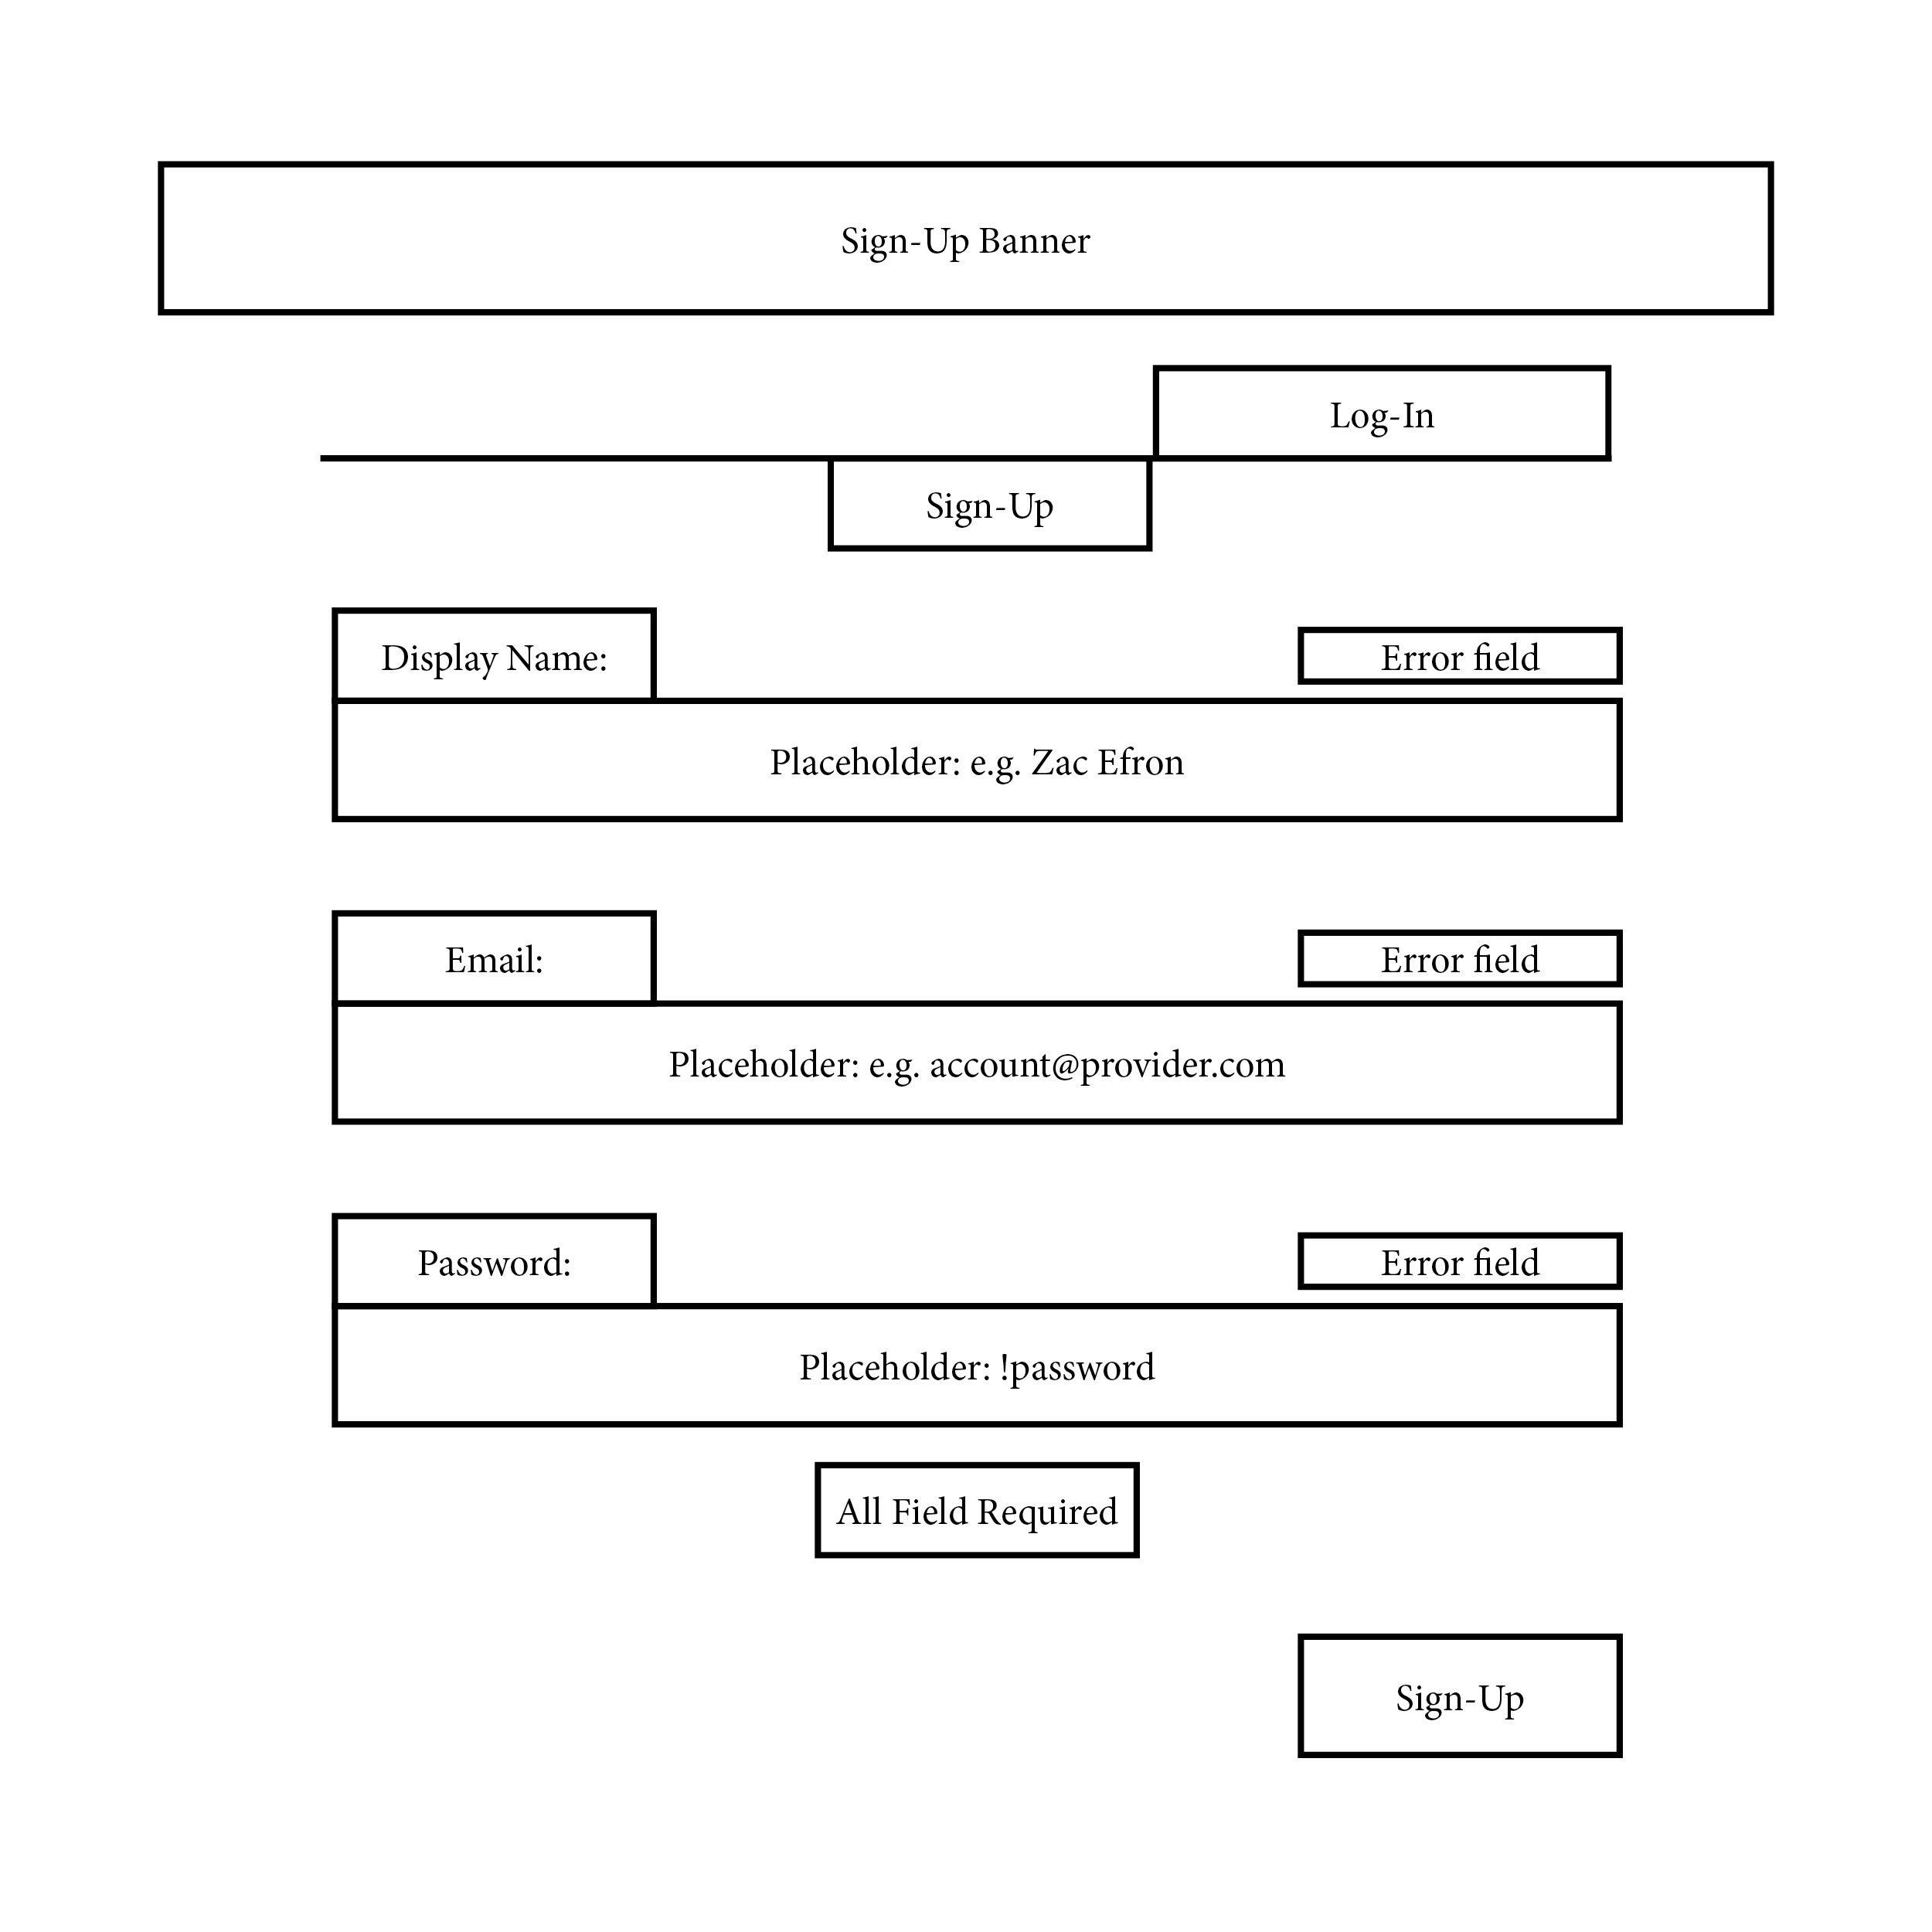 Sign-Up Banner
Log-In
Sign-Up
Display Name:
Error field
Placeholder: e.g. Zac Efron
Email:
Error field
Placeholder: e.g. account@provider.com
Password:
Error field
Placeholder: !password
All Field Required
Sign-Up